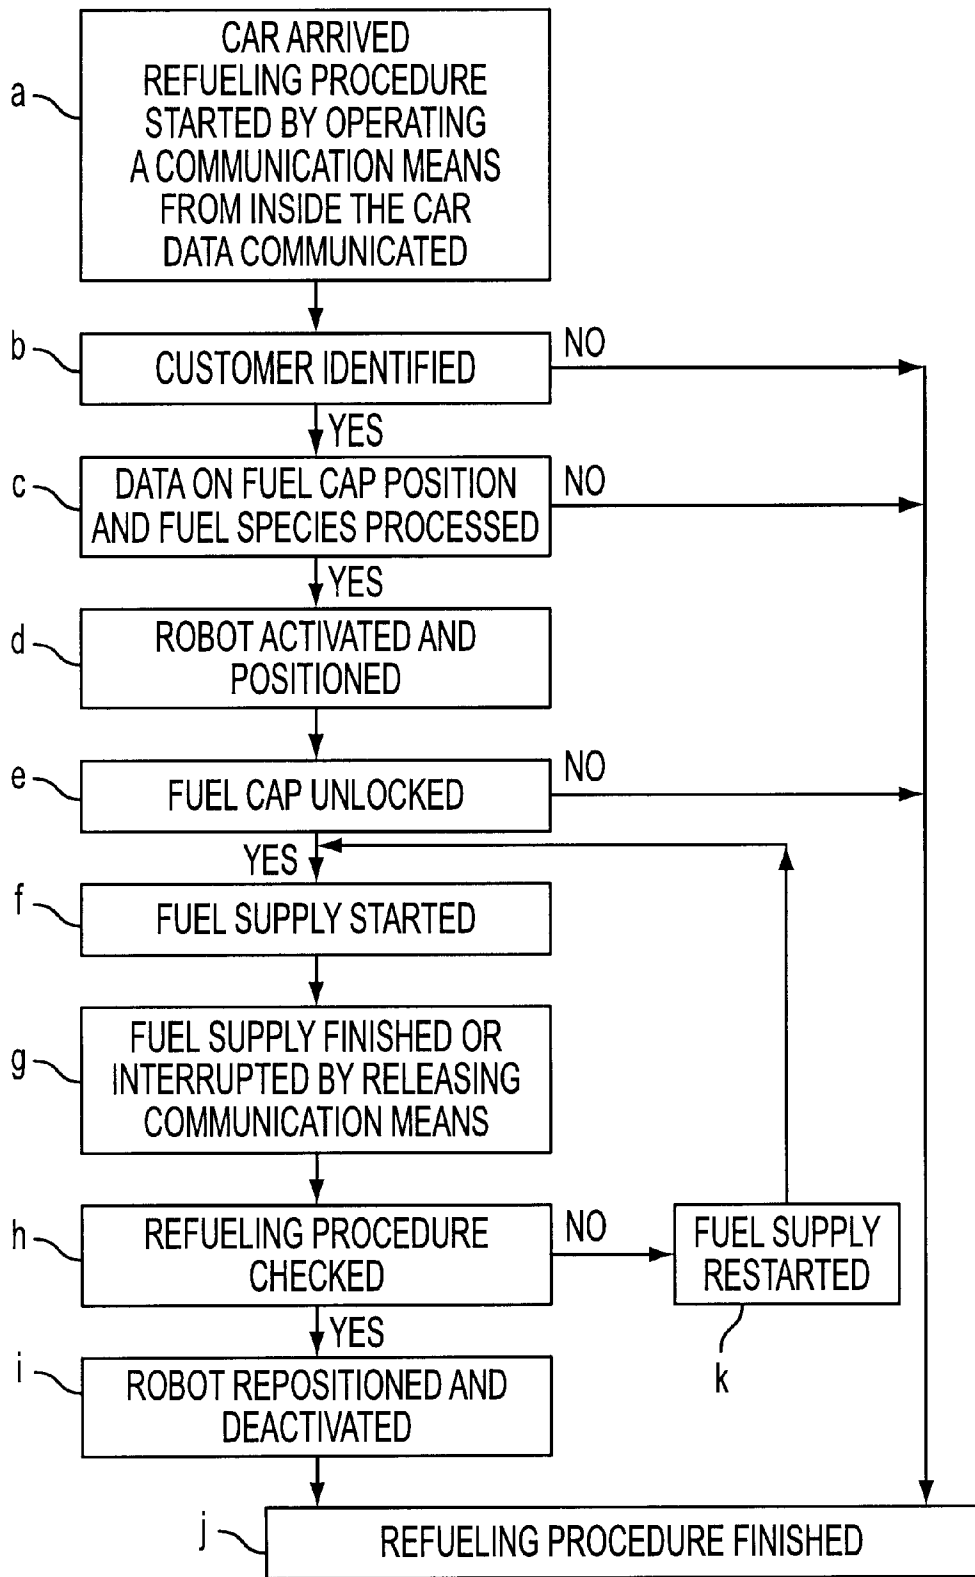 a
CAR ARRIVED
REFUELING PROCEDURE
STARTED BY OPERATING
A COMMUNICATION MEANS
FROM INSIDE THE CAR
DATA COMMUNICATED
b
CUSTOMER IDENTIFIED
NO
YES
c
DATA ON FUEL CAP POSITION
AND FUEL SPECIES PROCESSED
NO
YES
d
ROBOT ACTIVATED AND
POSITIONED
e
FUEL CAP UNLOCKED
NO
YES
f
FUEL SUPPLY STARTED
g
FUEL SUPPLY FINISHED OR
INTERRUPTED BY RELEASING
COMMUNICATION MEANS
h
REFUELING PROCEDURE
CHECKED
NO
FUEL SUPPLY
RESTARTED
k
YES
i
ROBOT REPOSITIONED AND
DEACTIVATED
j
REFUELING PROCEDURE FINISHED